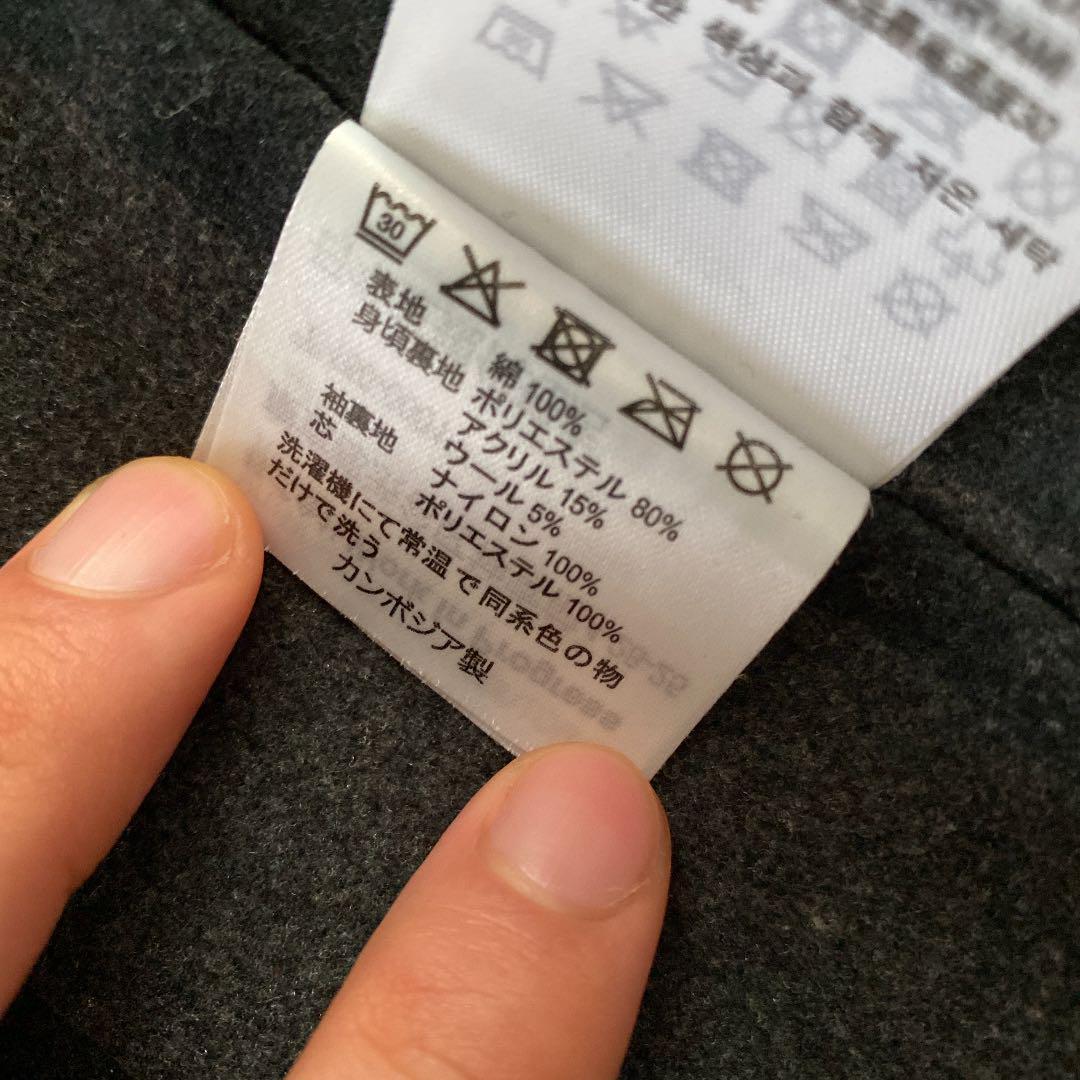 색상과 함께 저온 세탁
30
表地 綿 100%
身頃裏地 ポリエステル 80%
アクリル 15%
ウール 5%
袖裏地 ナイロン 100%
芯 ポリエステル 100%
洗濯機にて常温で同系色の物
だけで洗う
カンボジア製